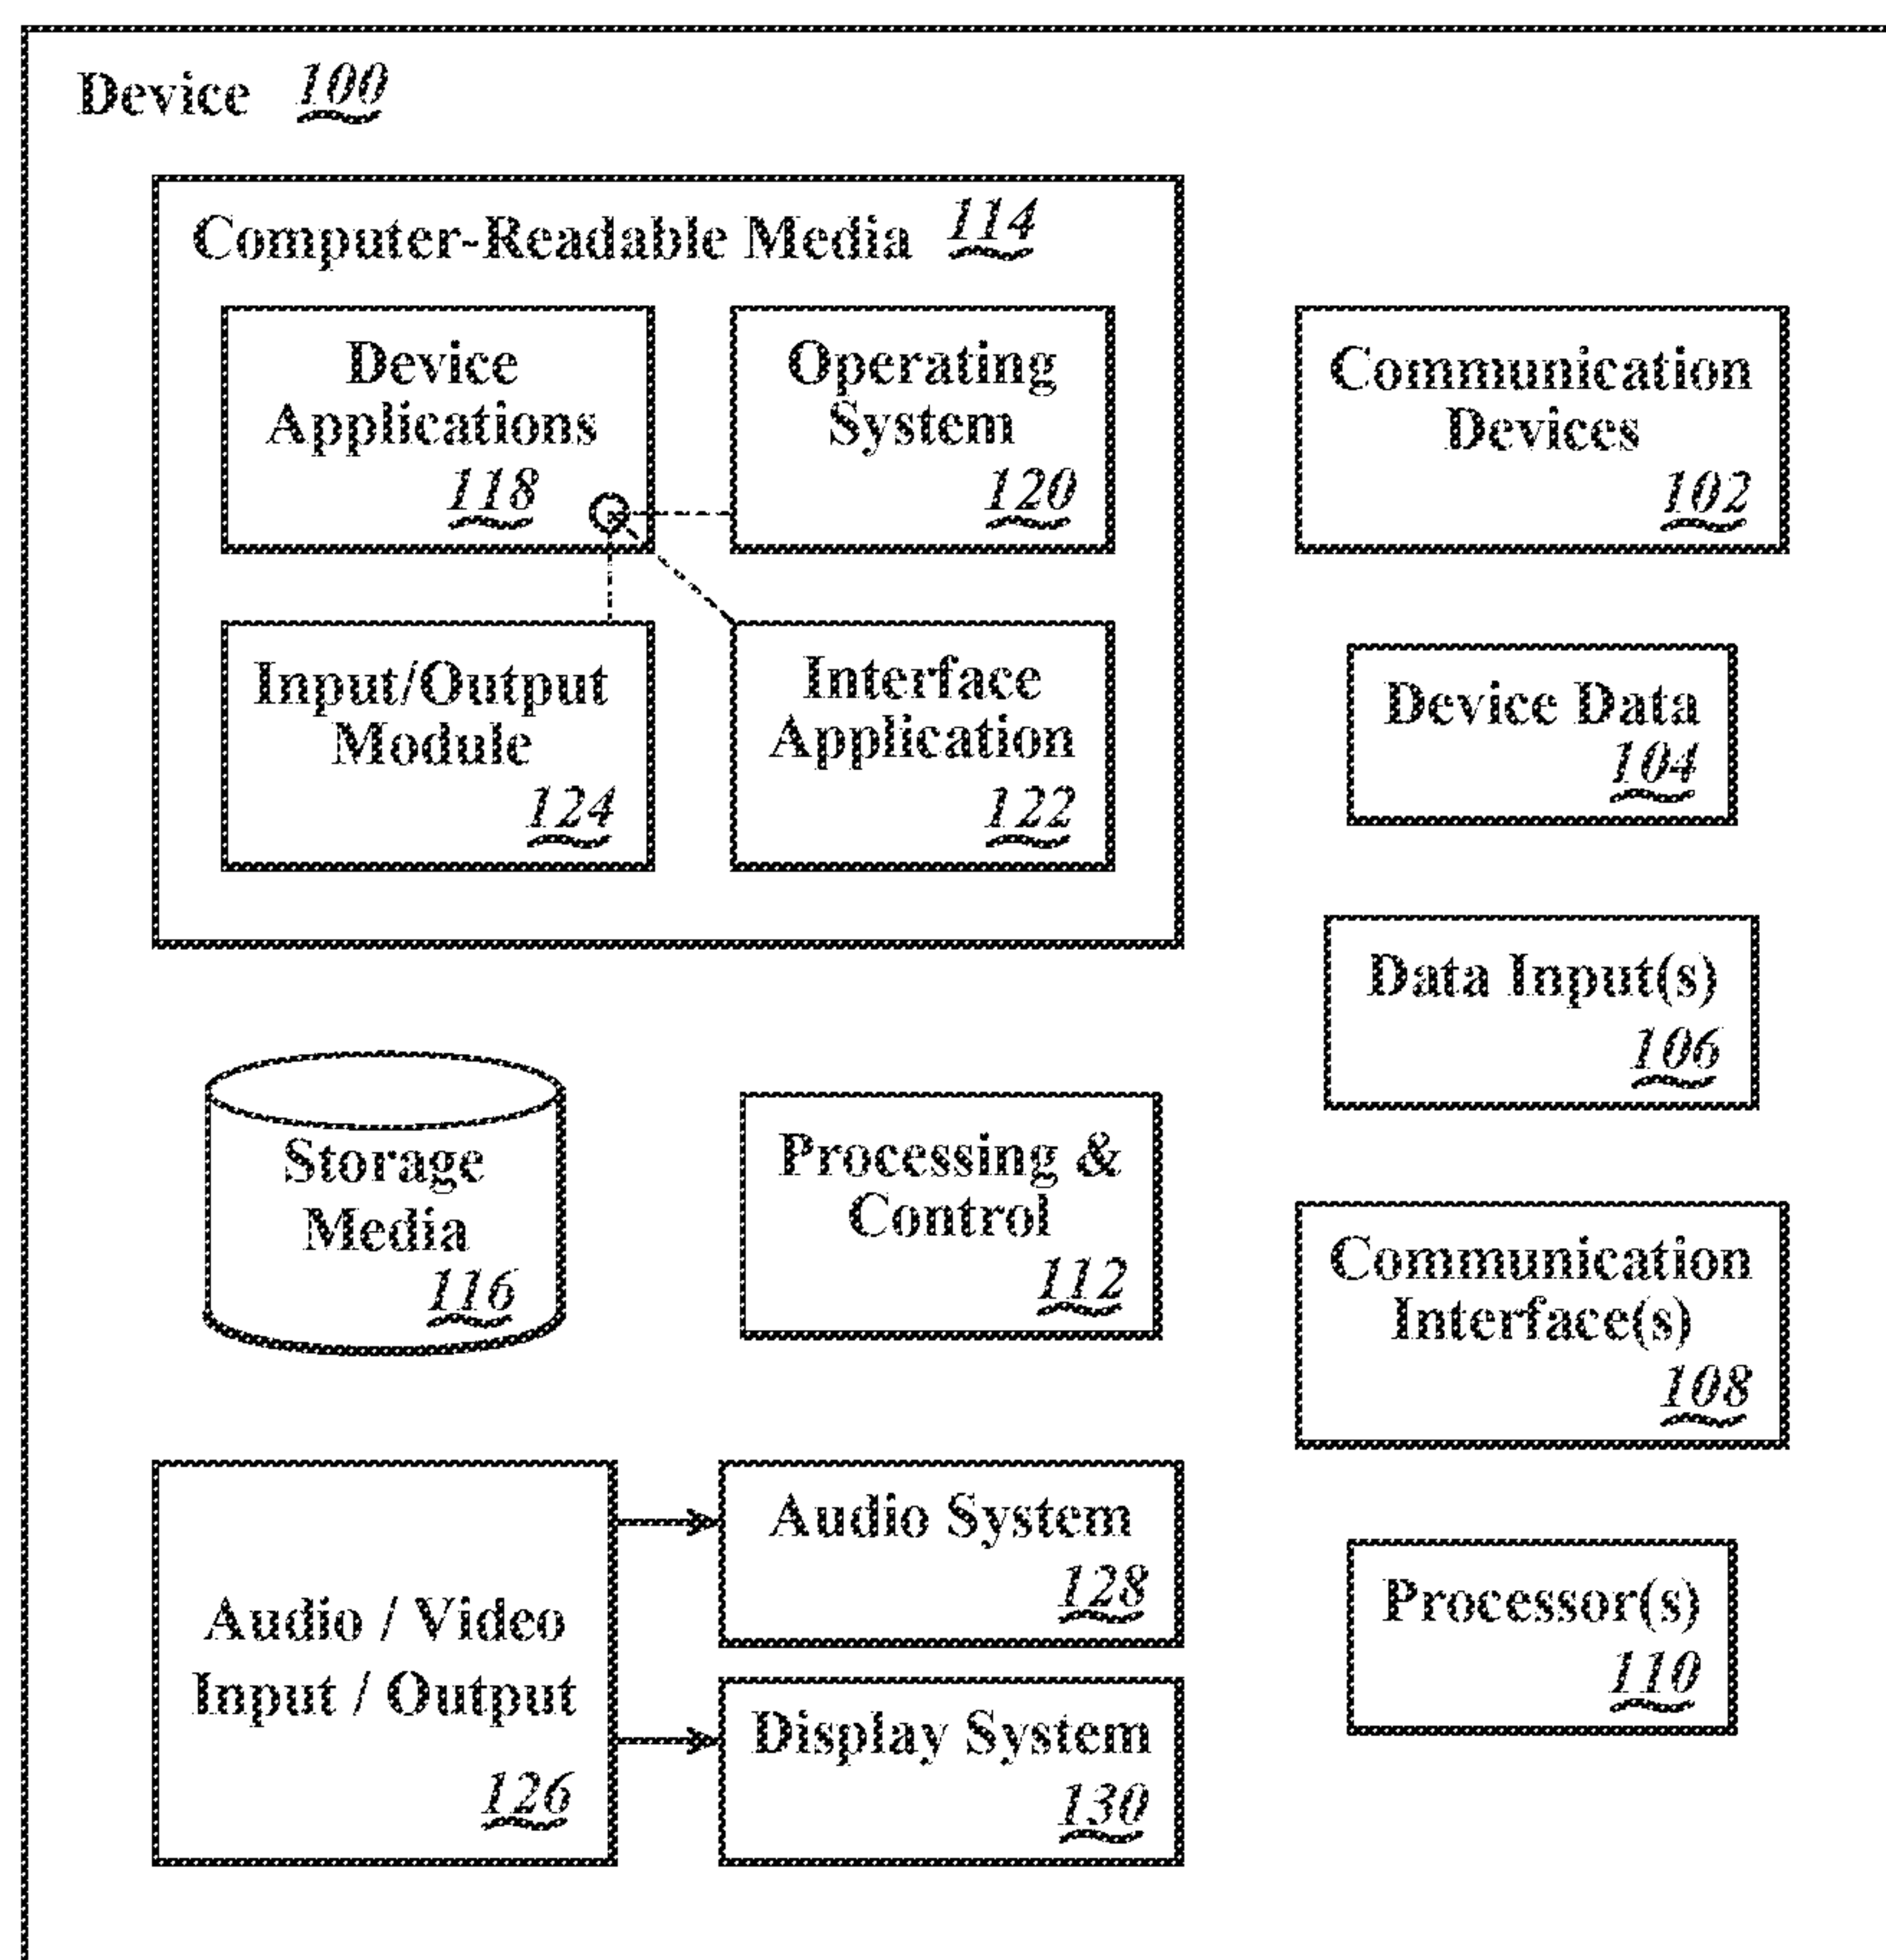 Device 100
Computer-Readable Media 114
Device
Applications
118
Operating
System
120
Input/Output
Module
124
Interface
Application
122
Communication
Devices
102
Device Data
104
Data Input(s)
106
Communication
Interface(s)
108
Processor(s)
110
Storage
Media
116
Processing &
Control
112
Audio / Video
Input / Output
126
Audio System
128
Display System
130